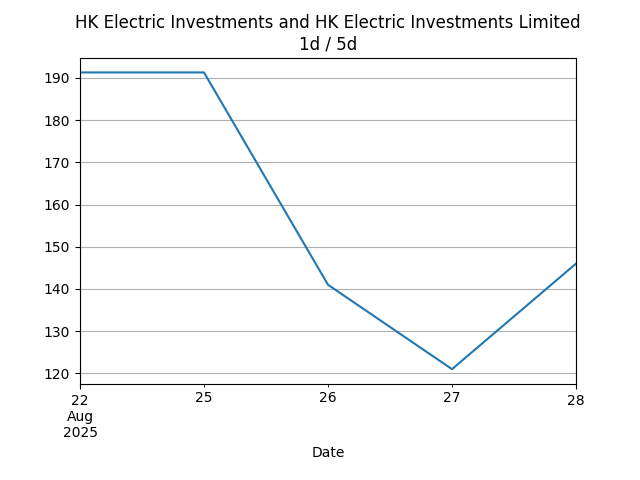 HK Electric Investments and HK Electric Investments Limited
1d / 5d
190
180
170
160
150
140
130
120
22 25 26 27 28
Aug
2025
Date